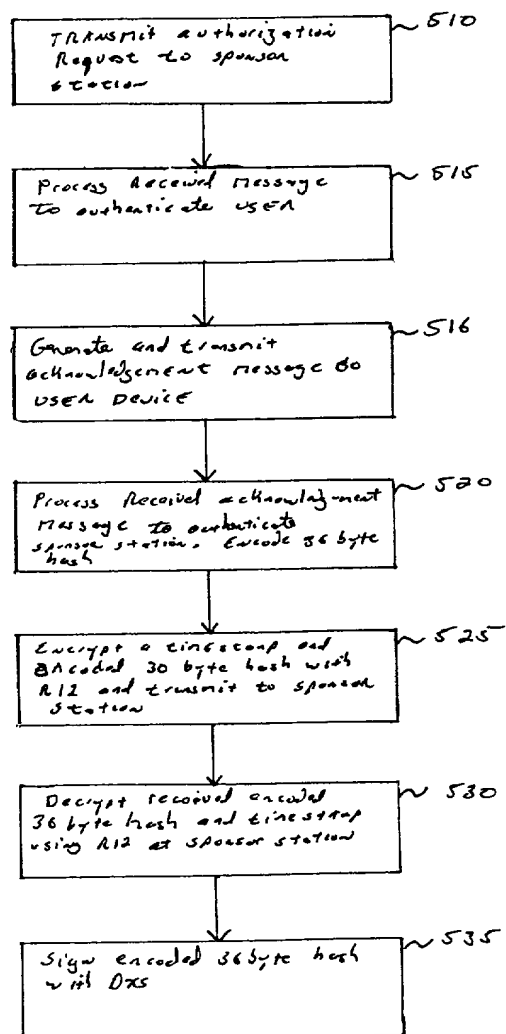 TRANSMIT authorization
Request to sponsor
station
510
Process Received Message
to authenticate USER
515
Generate and transmit
acknowledgement message to
USER DEVICE
516
Process Received acknowledgment
Message to authenticate
sponsor station. Encode 36 byte
hash
520
Encrypt a timestamp and
encoded 30 byte hash with
R12 and transmit to sponsor
station
525
Decrypt received encoded
36 byte hash and timestamp
using R12 at sponsor station
530
Sign encoded 36 byte hash
with Dxs
535